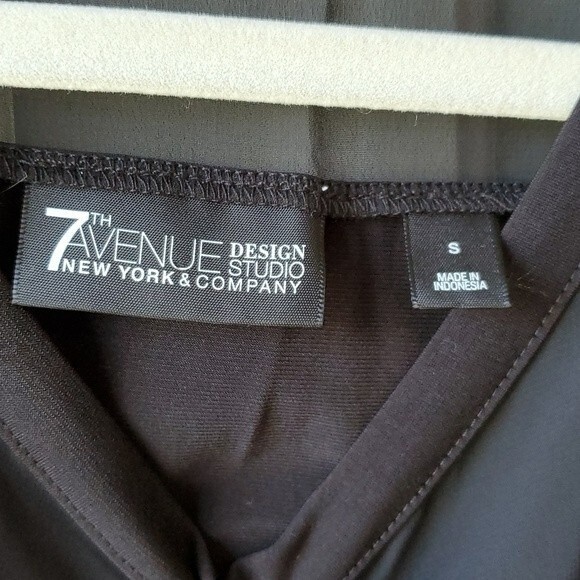 7TH AVENUE DESIGN STUDIO
NEW YORK & COMPANY
S
MADE IN
INDONESIA